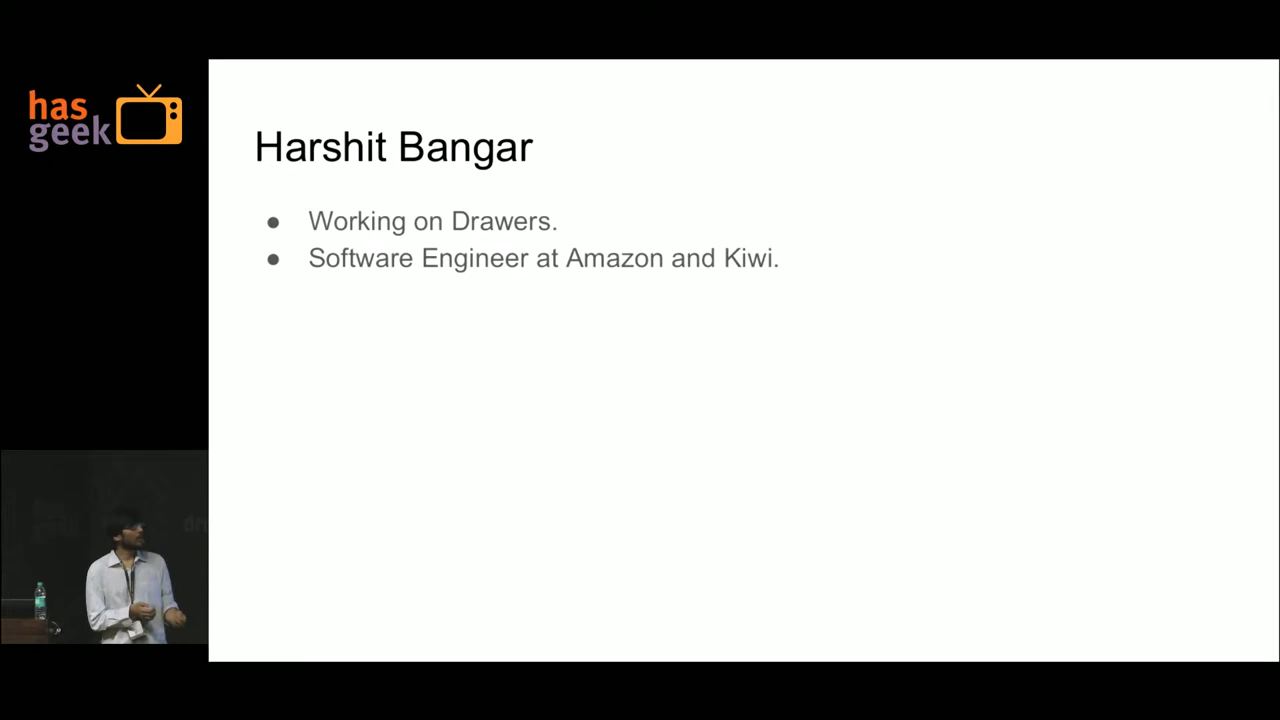 has
geek
Harshit Bangar
● Working on Drawers.
● Software Engineer at Amazon and Kiwi.